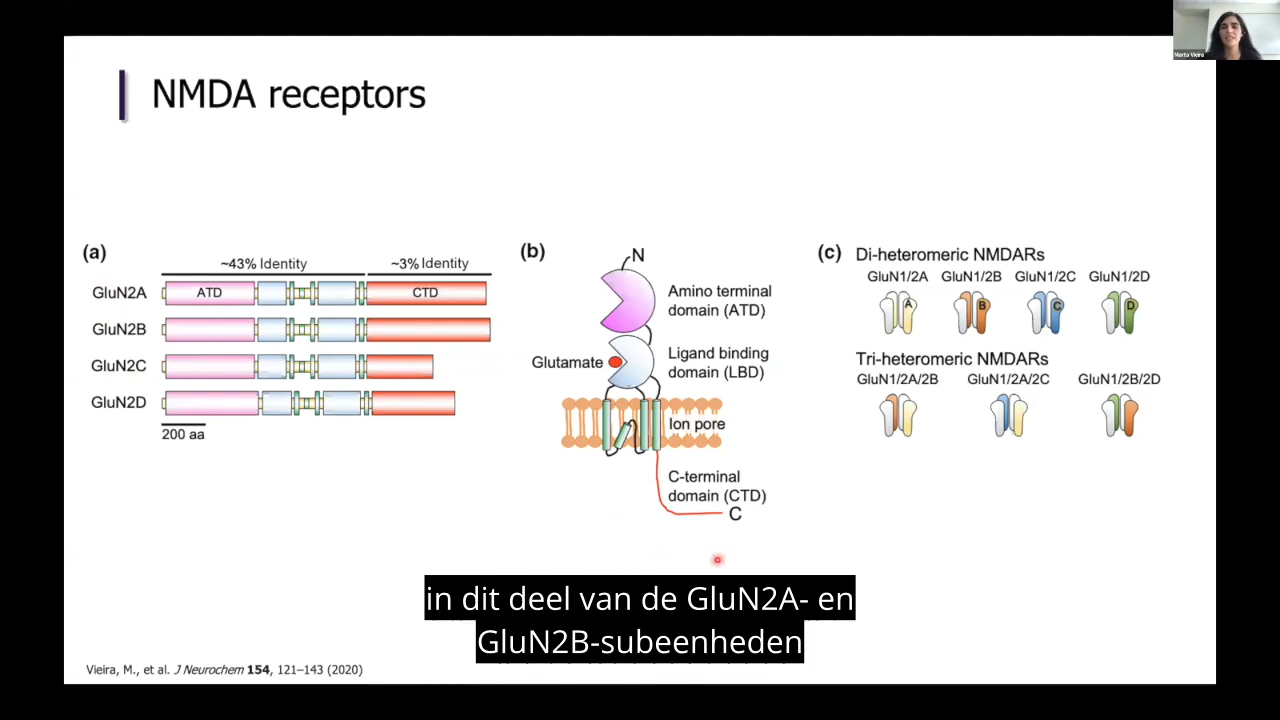 Marta Vieira
NMDA receptors
(a)
~43% Identity
~3% Identity
GluN2A
ATD
CTD
GluN2B
GluN2C
GluN2D
200 aa
(b)
N
Amino terminal
domain (ATD)
Glutamate
Ligand binding
domain (LBD)
Ion pore
C-terminal
domain (CTD)
C
(c)
Di-heteromeric NMDARs
GluN1/2A
GluN1/2B
GluN1/2C
GluN1/2D
A
B
C
D
Tri-heteromeric NMDARs
GluN1/2A/2B
GluN1/2A/2C
GluN1/2B/2D
in dit deel van de GluN2A- en
GluN2B-subeenheden
Vieira, M., et al. J Neurochem 154, 121–143 (2020)